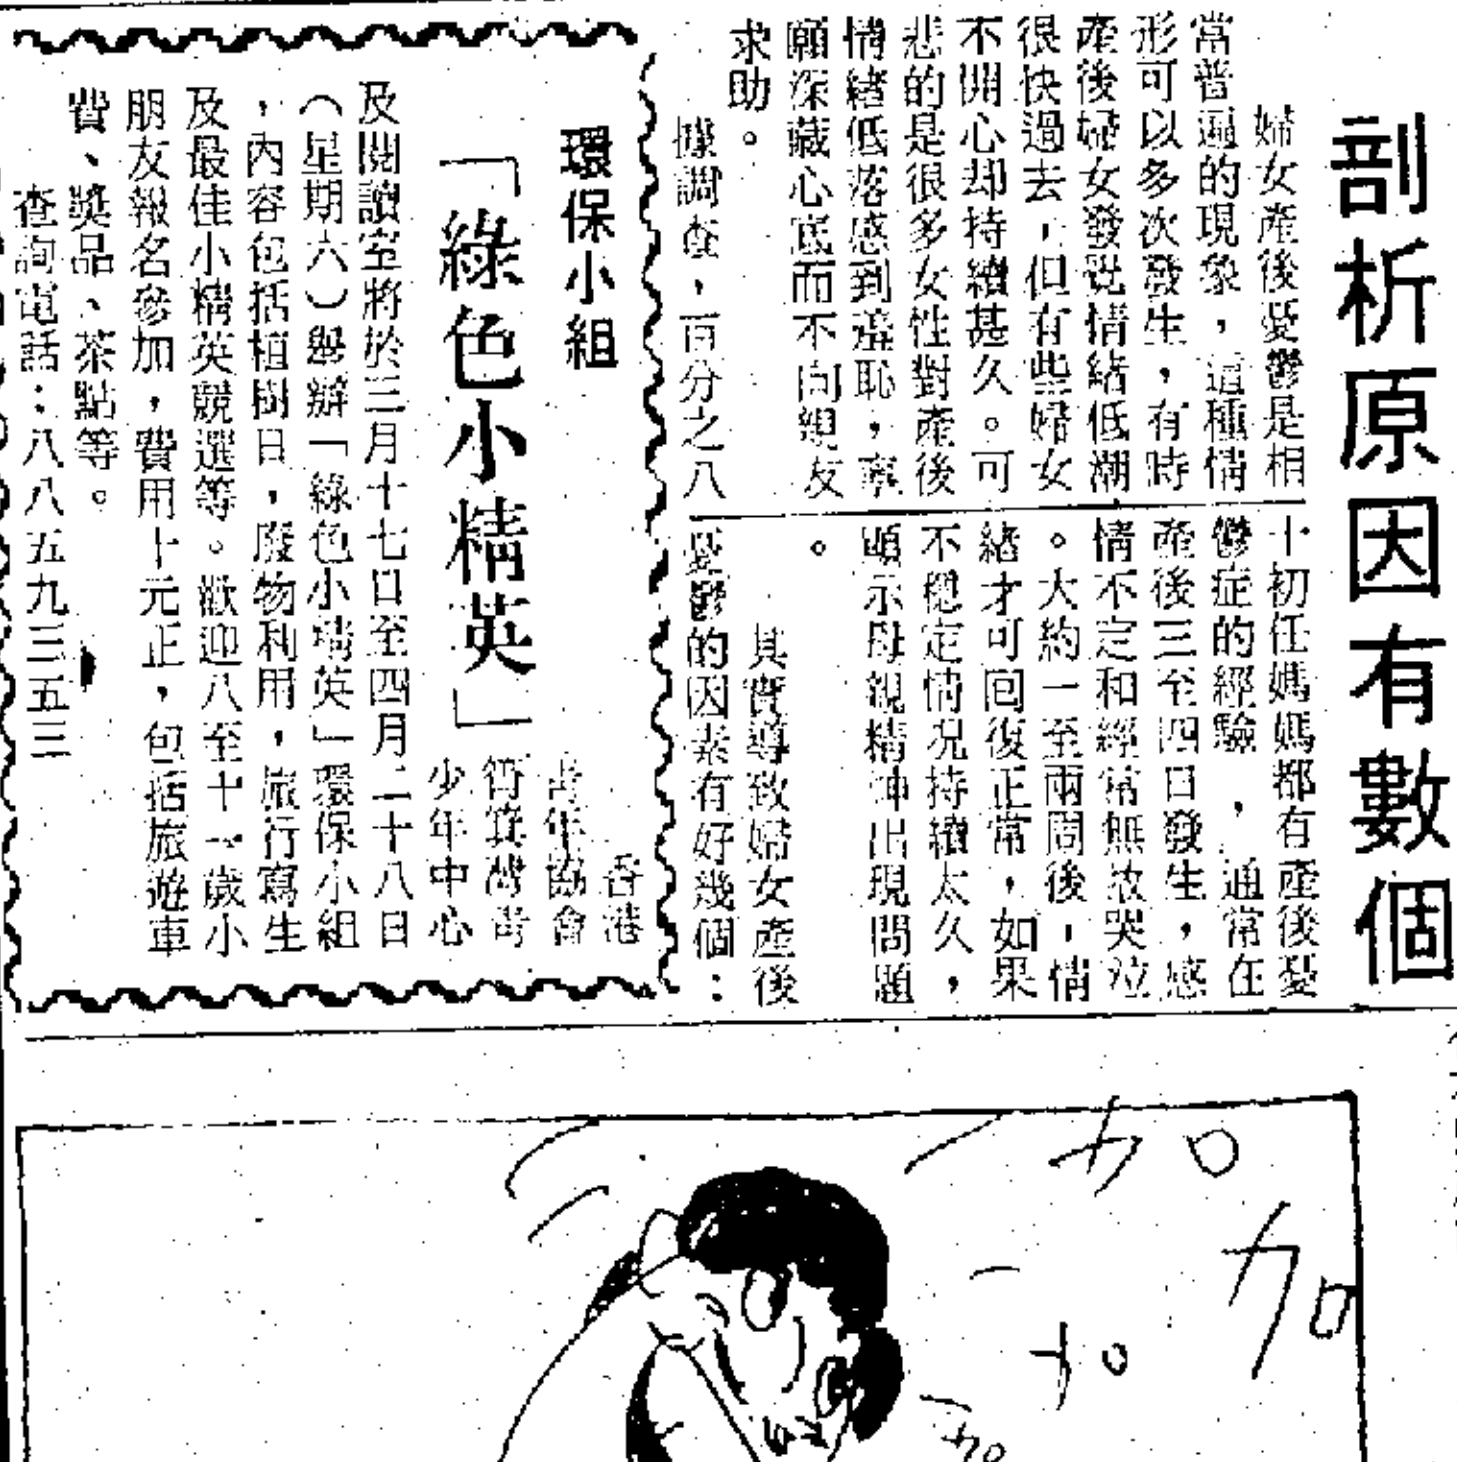 剖析原因有數個
婦女產後憂鬱是相
當普遍的現象，這種情
形可以多次發生，有時
產後婦女發覺情緒低潮
很快過去，但有些婦女
不開心却持續甚久。可
悲的是很多女性對產後
情緒低落感到羞恥，寧
願深藏心底而不向親友
求助。
據調查，百分之八
十初任媽媽都有產後憂
鬱症的經驗，通常在
產後三至四日發生，感
情不定和經常無故哭泣
。大約一至兩周後，情
緒才可回復正常，如果
不穩定情況持續太久，
顯示母親精神出現問題
。
其實導致婦女產後
憂鬱的因素有好幾個：
環保小組
「綠色小精英」
香港
青年協會
筲箕灣青
少年中心
及閱讀室將於三月十七日至四月二十八日
（星期六）舉辦「綠色小精英」環保小組
，內容包括植樹日，廢物利用，旅行寫生
及最佳小精英競選等。歡迎八至十一歲小
朋友報名參加，費用十元正，包括旅遊車
費、獎品、茶點等。
查詢電話：八八五九三五三
加
加
加
加